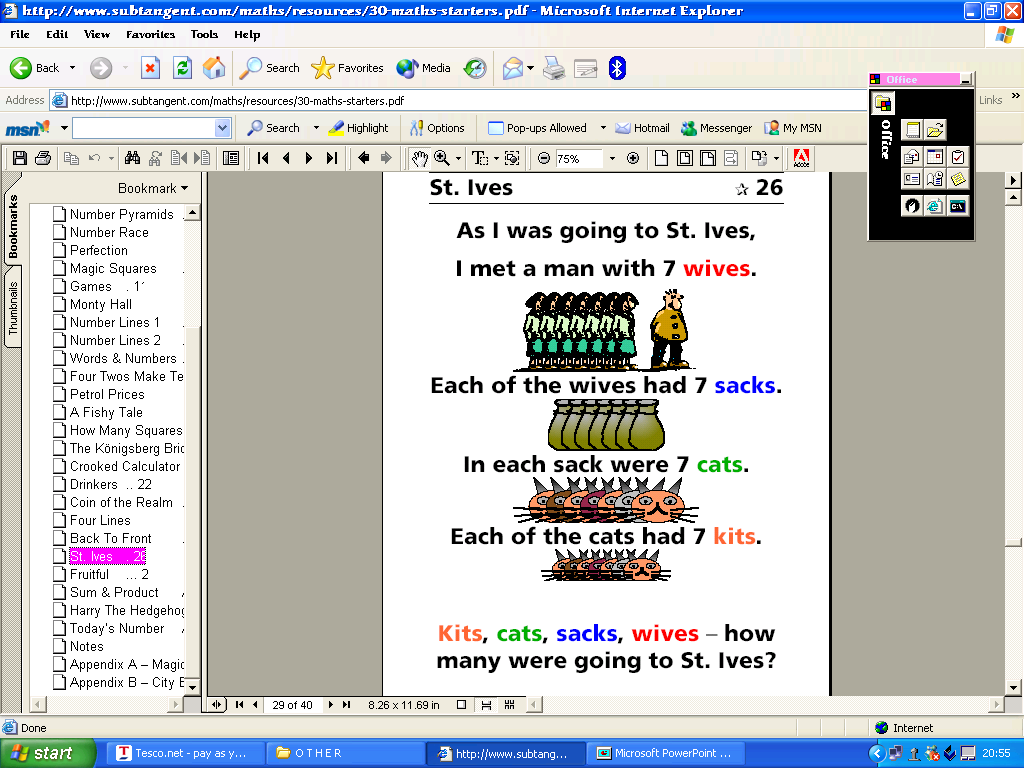 http://www.subtangent.com/maths/resources/30-maths-starters.pdf - Microsoft Internet Explorer
File Edit View Favorites Tools Help
Back Search Favorites Media
Address http://www.subtangent.com/maths/resources/30-maths-starters.pdf Links »
msn Search Highlight Options Pop-ups Allowed Hotmail Messenger My MSN
75%
Adobe
Office
Office
Bookmarks
Thumbnails
Bookmark
Number Pyramids
Number Race
Perfection
Magic Squares
Games
Monty Hall
Number Lines 1
Number Lines 2
Words & Numbers
Four Twos Make Te
Petrol Prices
A Fishy Tale
How Many Squares
The Königsberg Brid
Crooked Calculator
Drinkers .. 22
Coin of the Realm
Four Lines
Back To Front
St. Ives 26
Fruitful ... 2
Sum & Product
Harry The Hedgehog
Today's Number
Notes
Appendix A – Magic
Appendix B – City
St. Ives ☆ 26
As I was going to St. Ives,
I met a man with 7 wives.
Each of the wives had 7 sacks.
In each sack were 7 cats.
Each of the cats had 7 kits.
Kits, cats, sacks, wives – how
many were going to St. Ives?
29 of 40 8.26 x 11.69 in
Done Internet
start Tesco.net - pay as y... OTHER http://www.subtang... Microsoft PowerPoint ... 20:55